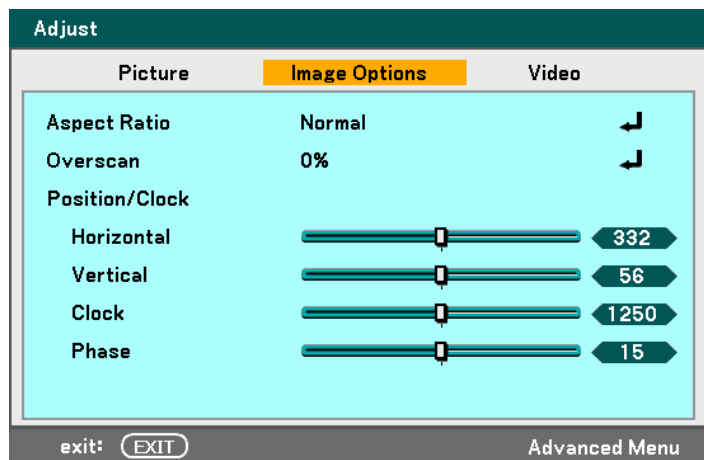 Adjust
Picture Image Options Video
Aspect Ratio Normal
Overscan 0%
Position/Clock
Horizontal 332
Vertical 56
Clock 1250
Phase 15
exit: EXIT Advanced Menu